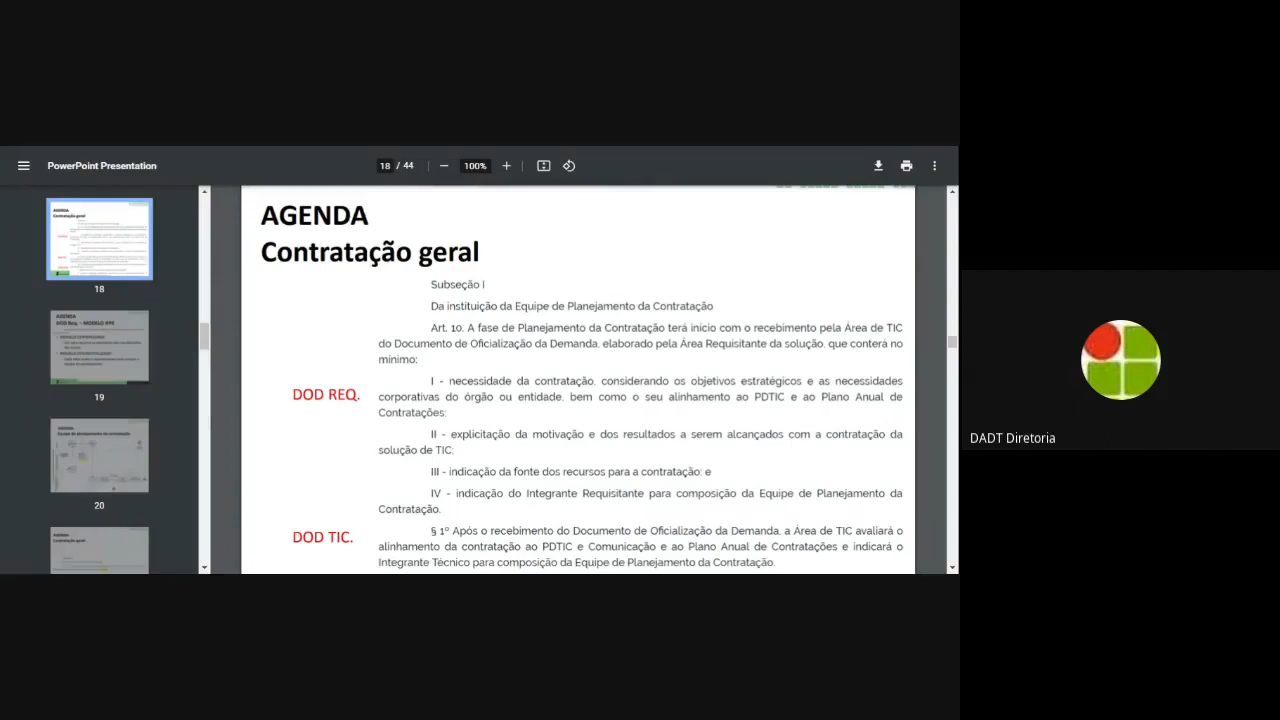 PowerPoint Presentation
18 / 44
100%
AGENDA
Contratação geral
18
AGENDA
19
AGENDA
20
AGENDA
Contratação geral
AGENDA
Contratação geral
Subseção I
Da instituição da Equipe de Planejamento da Contratação
Art. 10. A fase de Planejamento da Contratação terá início com o recebimento pela Área de TIC
do Documento de Oficialização da Demanda, elaborado pela Área Requisitante da solução, que conterá no
mínimo:
DOD REQ.
I - necessidade da contratação, considerando os objetivos estratégicos e as necessidades
corporativas do órgão ou entidade, bem como o seu alinhamento ao PDTIC e ao Plano Anual de
Contratações;
II - explicitação da motivação e dos resultados a serem alcançados com a contratação da
solução de TIC;
III - indicação da fonte dos recursos para a contratação; e
IV - indicação do Integrante Requisitante para composição da Equipe de Planejamento da
Contratação.
DOD TIC.
§ 1º Após o recebimento do Documento de Oficialização da Demanda, a Área de TIC avaliará o
alinhamento da contratação ao PDTIC e Comunicação e ao Plano Anual de Contratações e indicará o
Integrante Técnico para composição da Equipe de Planejamento da Contratação.
DADT Diretoria